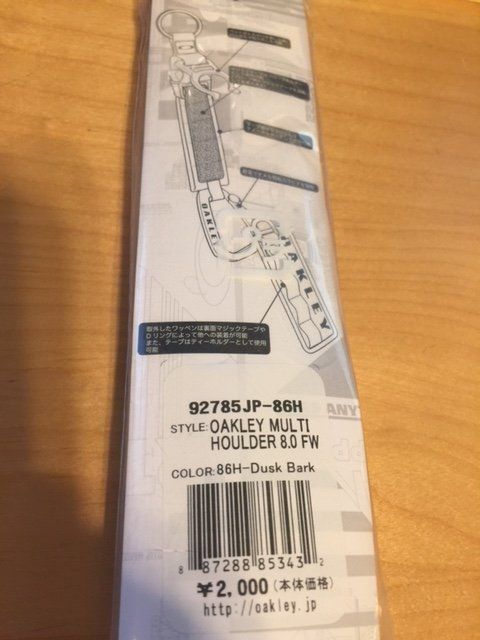 OAKLEY
OAKLEY
取外したワッペンは裏面マジックテープや
Dリングによって他への装着が可能
また、テープはティーホルダーとして使用
可能
92785JP-86H
STYLE: OAKLEY MULTI
HOULDER 8.0 FW
COLOR: 86H-Dusk Bark
8 87288 85343 2
¥2,000 (本体価格)
http://oakley.jp